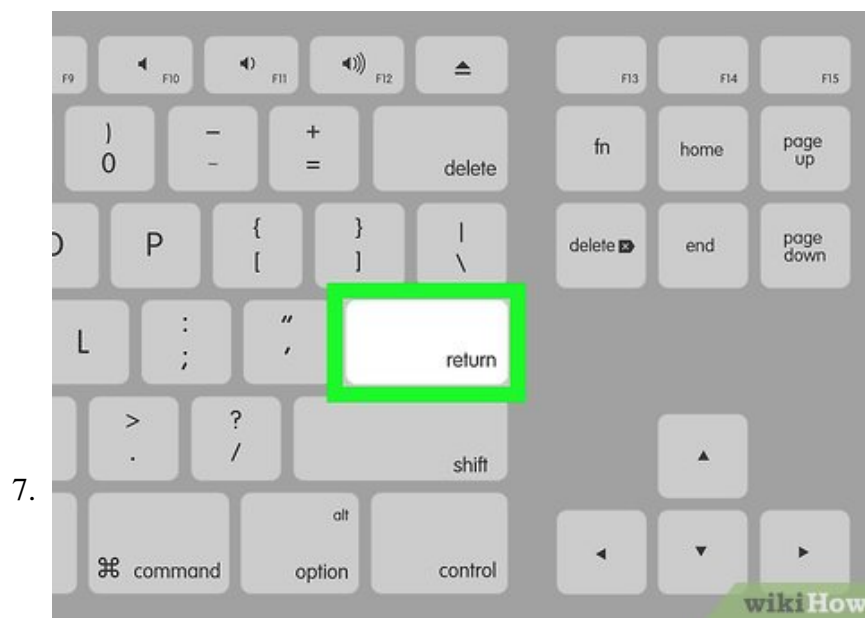 F9 F10 F11 F12 F13 F14 F15
) – + fn home page up
0 - = delete
{ } | delete end page down
O P [ ] \
: “
L ; ‘ return
> ?
. / shift
7.
alt
⌘ command option control
wikiHow